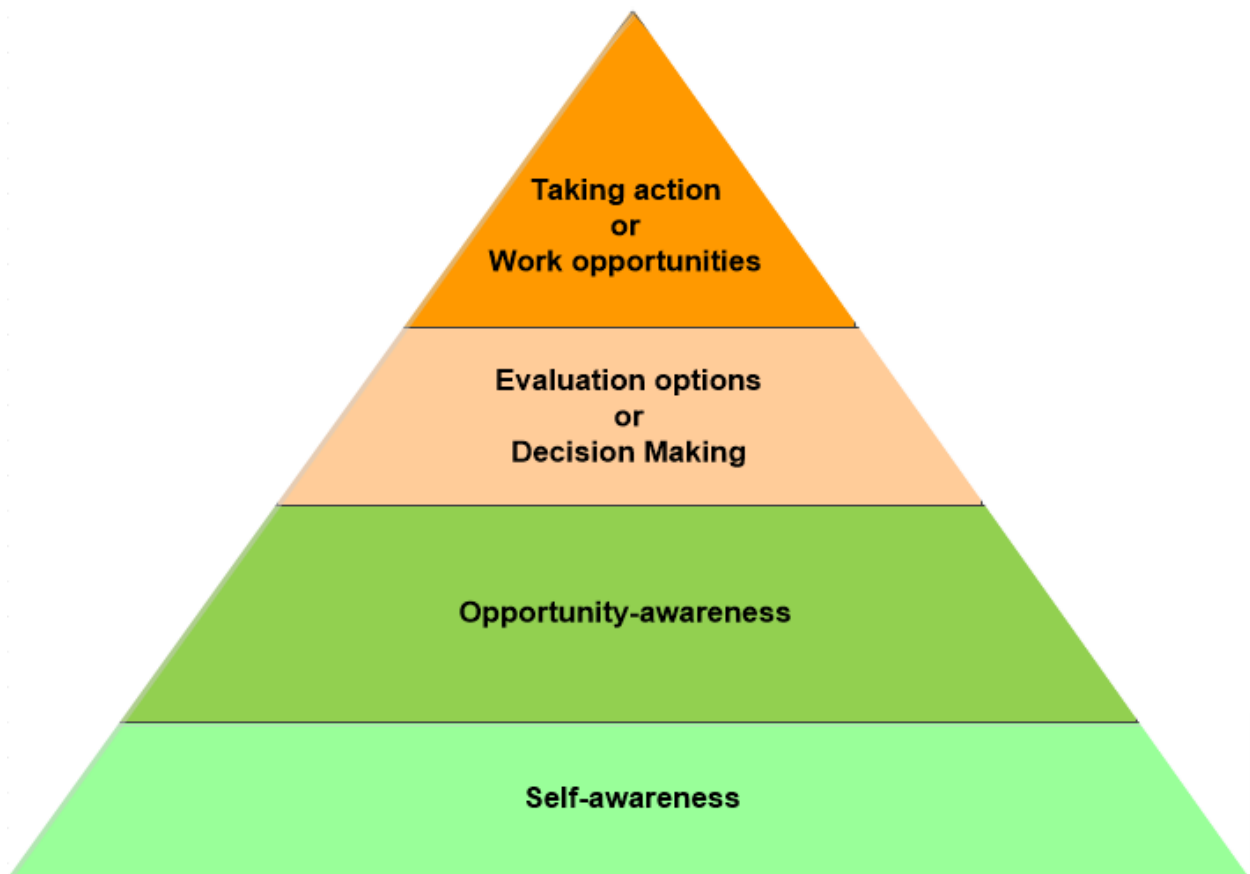 Taking action
or
Work opportunities
Evaluation options
or
Decision Making
Opportunity-awareness
Self-awareness